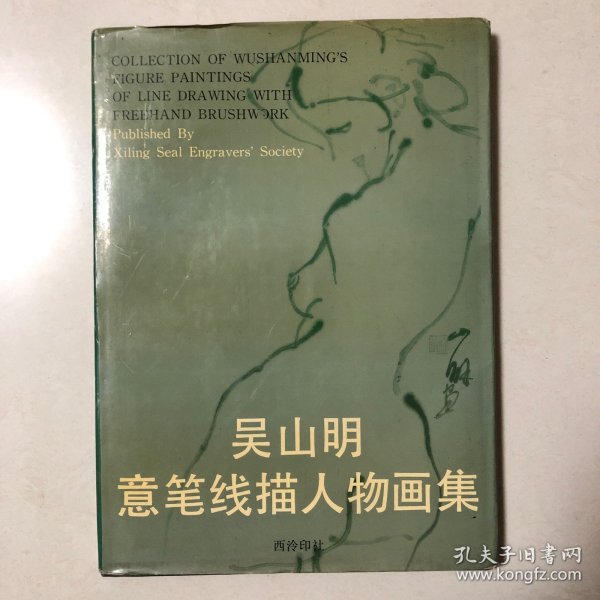 COLLECTION OF WUSHANMING'S
FIGURE PAINTINGS
OF LINE DRAWING WITH
FREEHAND BRUSHWORK
Published By
Xiling Seal Engravers' Society
吴山明
意笔线描人物画集
西泠印社
孔夫子旧书网
www.kongfz.com